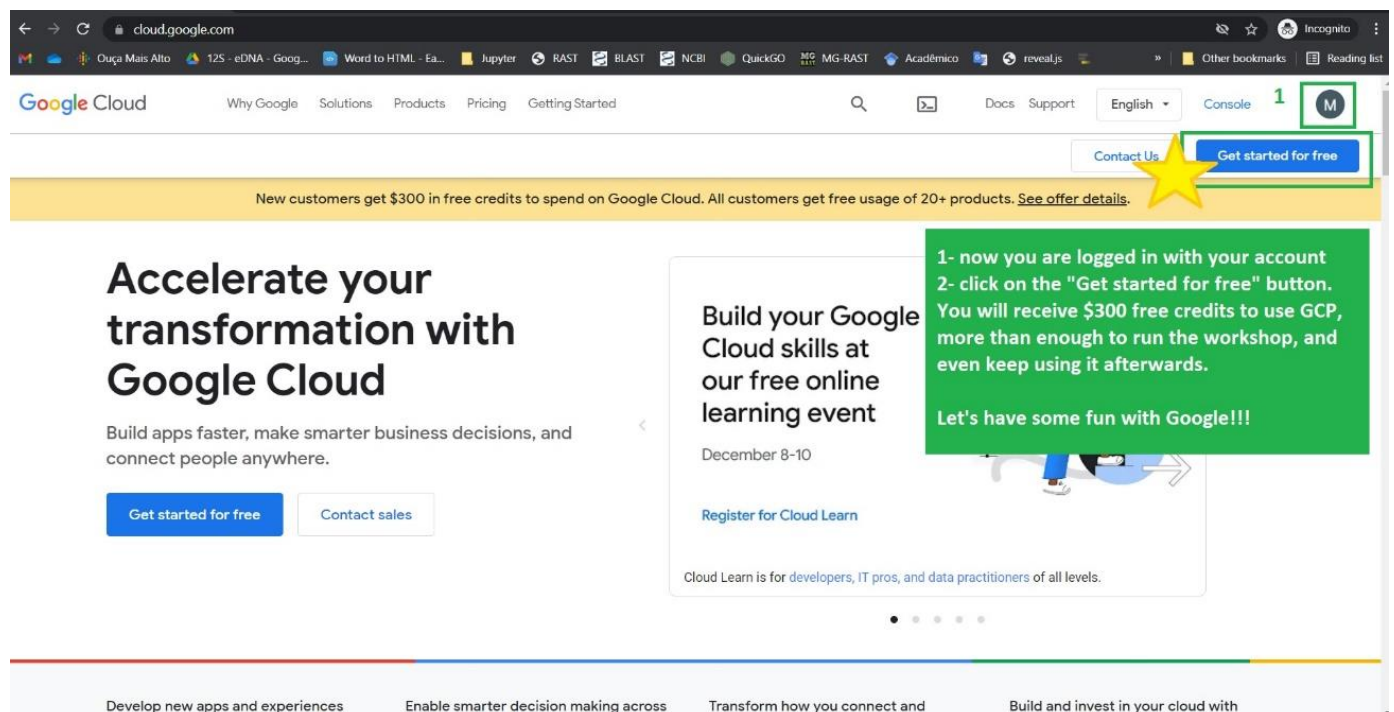 cloud.google.com
Incognito
Ouça Mais Alto
12S - eDNA - Goog...
Word to HTML - Ea...
Jupyter
RAST
BLAST
NCBI
QuickGO
MG-RAST
Acadêmico
reveal.js
»
Other bookmarks
Reading list
Google Cloud
Why Google
Solutions
Products
Pricing
Getting Started
Docs
Support
English
Console
1
M
Contact Us
Get started for free
New customers get $300 in free credits to spend on Google Cloud. All customers get free usage of 20+ products. See offer details.
Accelerate your
transformation with
Google Cloud
Build apps faster, make smarter business decisions, and
connect people anywhere.
Get started for free
Contact sales
Build your Google
Cloud skills at
our free online
learning event
December 8-10
Register for Cloud Learn
Cloud Learn is for developers, IT pros, and data practitioners of all levels.
1- now you are logged in with your account
2- click on the "Get started for free" button.
You will receive $300 free credits to use GCP,
more than enough to run the workshop, and
even keep using it afterwards.
Let's have some fun with Google!!!
Develop new apps and experiences
Enable smarter decision making across
Transform how you connect and
Build and invest in your cloud with